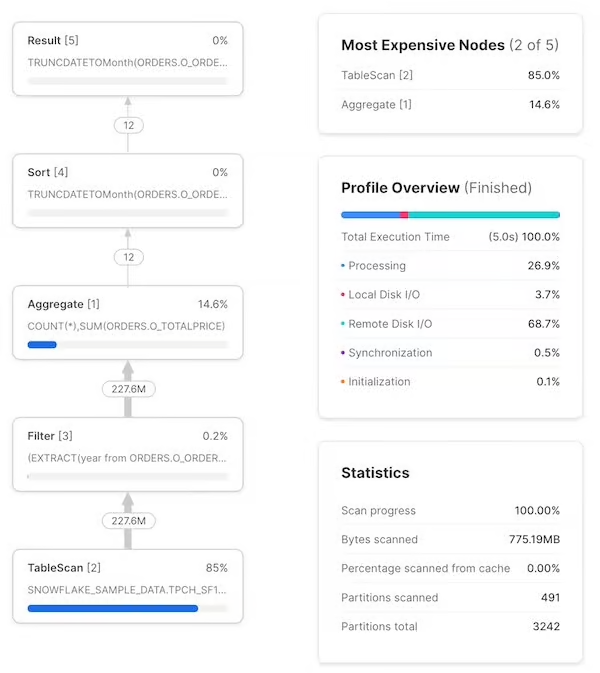 Result [5] 0%
TRUNCDATETOMonth(ORDERS.O_ORDE...
12
Sort [4] 0%
TRUNCDATETOMonth(ORDERS.O_ORDE...
12
Aggregate [1] 14.6%
COUNT(*),SUM(ORDERS.O_TOTALPRICE)
227.6M
Filter [3] 0.2%
(EXTRACT(year from ORDERS.O_ORDER...
227.6M
TableScan [2] 85%
SNOWFLAKE_SAMPLE_DATA.TPCH_SF1...
Most Expensive Nodes (2 of 5)
TableScan [2] 85.0%
Aggregate [1] 14.6%
Profile Overview (Finished)
Total Execution Time (5.0s) 100.0%
Processing 26.9%
Local Disk I/O 3.7%
Remote Disk I/O 68.7%
Synchronization 0.5%
Initialization 0.1%
Statistics
Scan progress 100.00%
Bytes scanned 775.19MB
Percentage scanned from cache 0.00%
Partitions scanned 491
Partitions total 3242